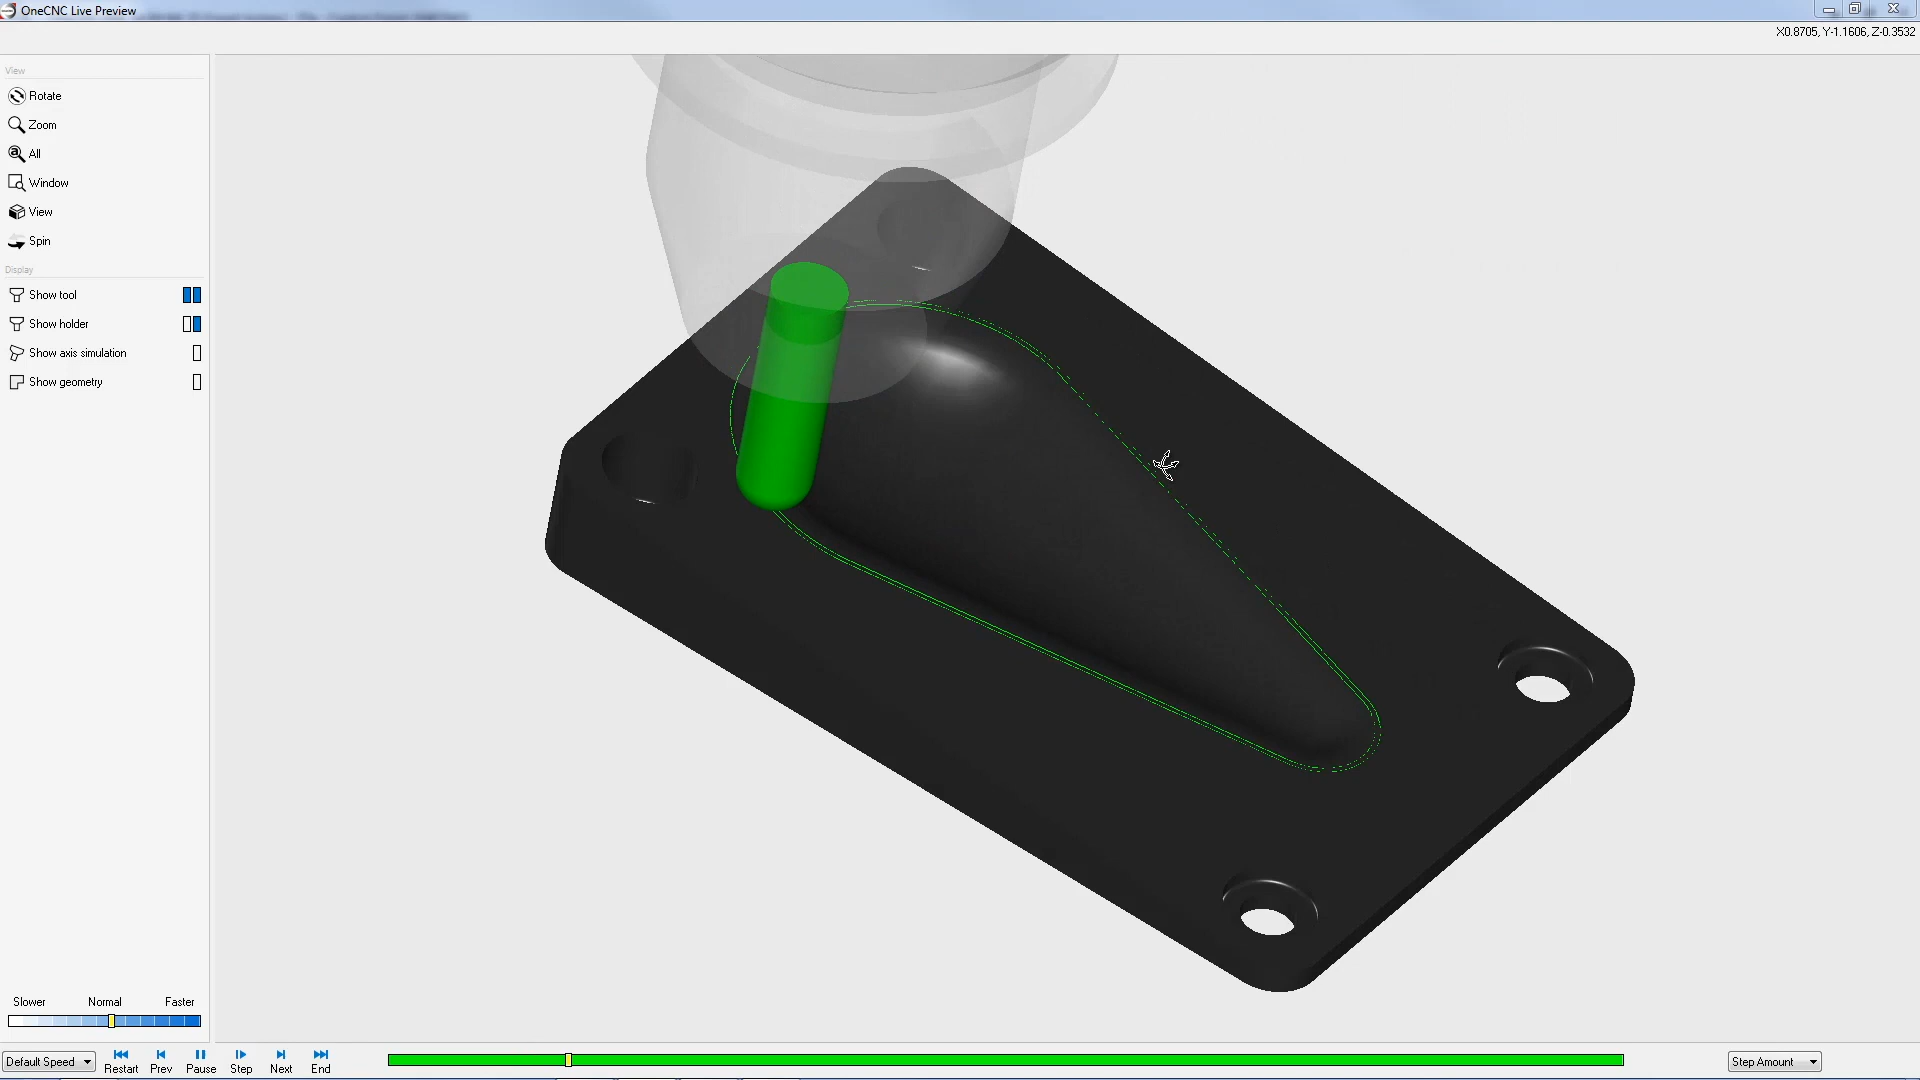 OneCNC Live Preview
X0.8705, Y-1.1606, Z-0.3532
View
Rotate
Zoom
All
Window
View
Spin
Display
Show tool
Show holder
Show axis simulation
Show geometry
Slower Normal Faster
Default Speed Restart Prev Pause Step Next End Step Amount